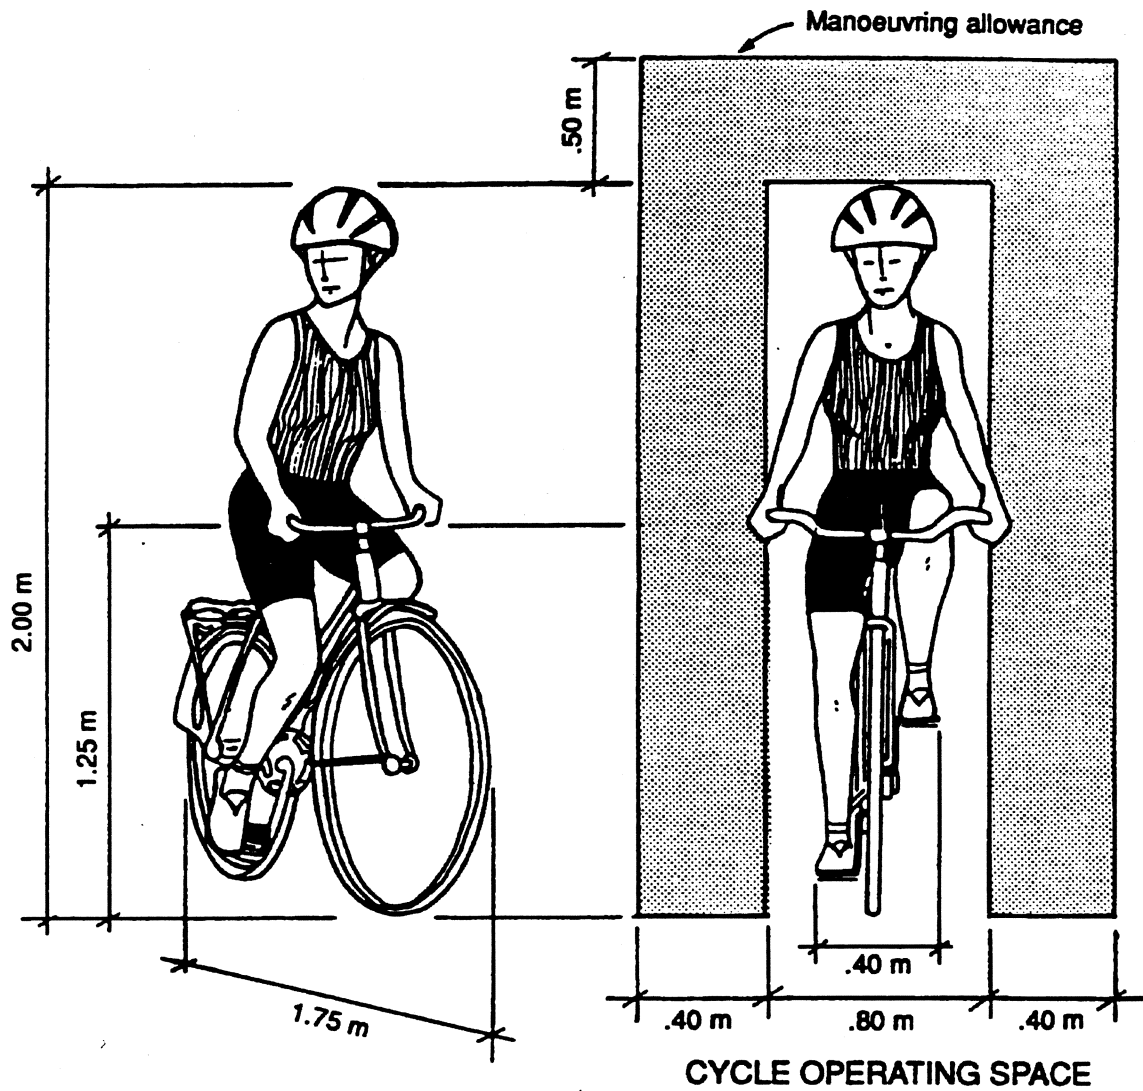 Manoeuvring allowance
.50 m
2.00 m
1.25 m
1.75 m
.40 m
.40 m
.80 m
.40 m
CYCLE OPERATING SPACE